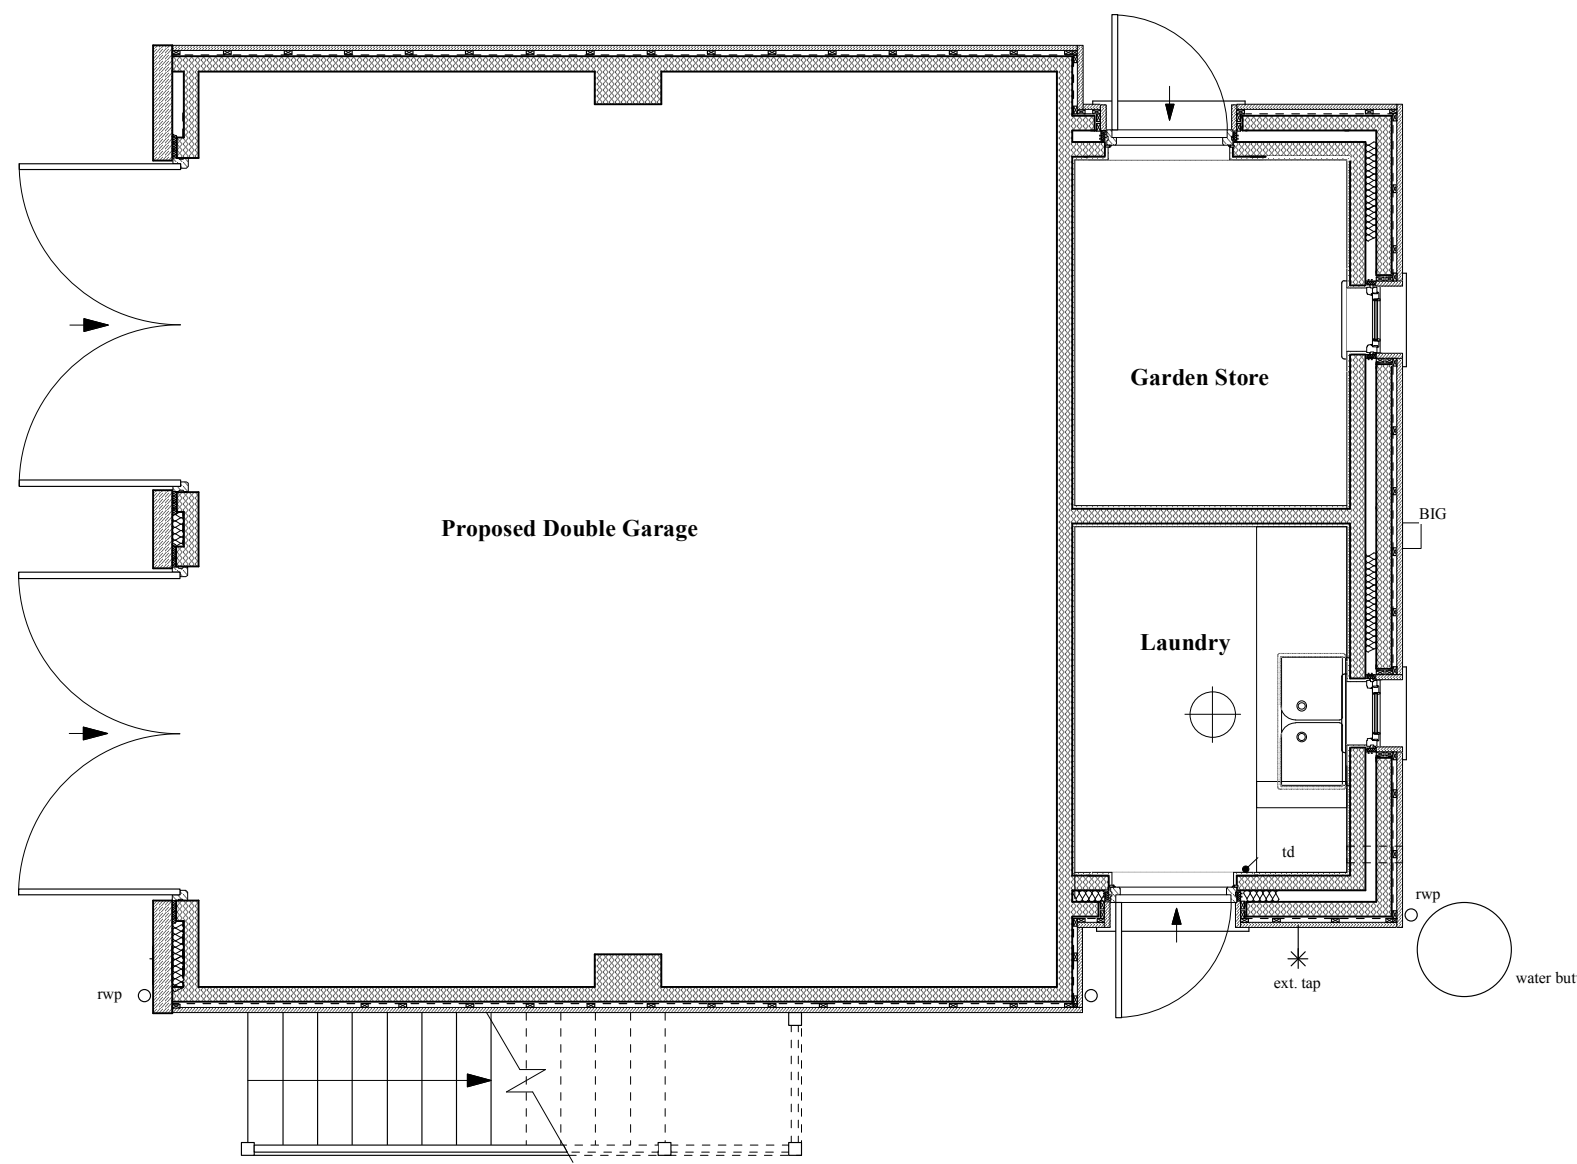 Garden Store
BIG
Proposed Double Garage
Laundry
td
rwp
water but
ext. tap
rwp